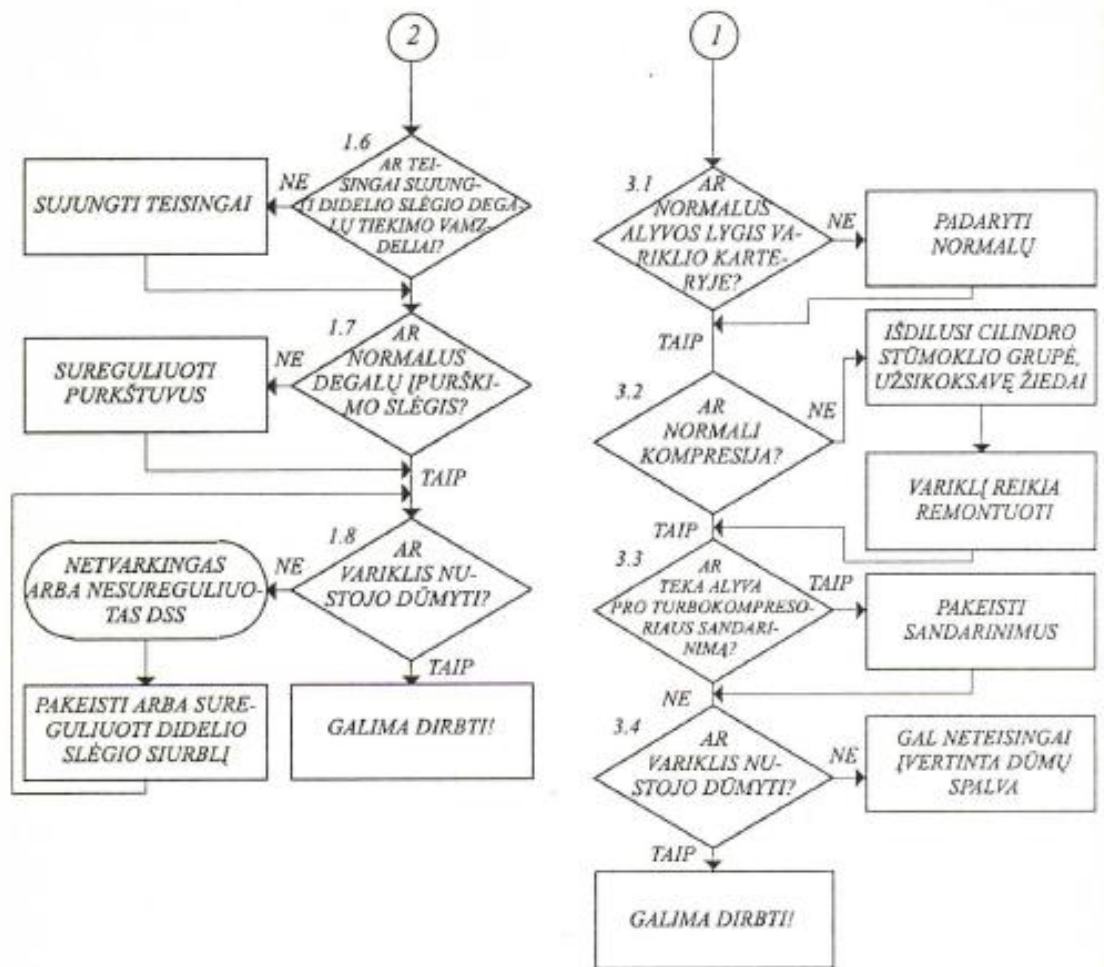 2
1.6
AR TEI-
SINGAI SUJUNG-
TI DIDELIO SLĖGIO DEGA-
LŲ TIEKIMO VAMZ-
DELIAI?
NE
SUJUNGTI TEISINGAI
1.7
AR
NORMALUS
DEGALŲ ĮPURŠKI-
MO SLĖGIS?
NE
SUREGULIUOTI
PURKŠTUVUS
TAIP
1.8
AR
VARIKLIS NU-
STOJO DŪMYTI?
NE
NETVARKINGAS
ARBA NESUREGULIUO-
TAS DSS
PAKEISTI ARBA SURE-
GULIUOTI DIDELIO
SLĖGIO SIURBLĮ
TAIP
GALIMA DIRBTI!
1
3.1
AR
NORMALUS
ALYVOS LYGIS VA-
RIKLIO KARTE-
RYJE?
NE
PADARYTI
NORMALŲ
TAIP
3.2
AR
NORMALI
KOMPRESIJA?
NE
IŠDILUSI CILINDRO
STŪMOKLIO GRUPĖ,
UŽSIKOKSAVĘ ŽIEDAI
VARIKLĮ REIKIA
REMONTUOTI
TAIP
3.3
AR
TEKA ALYVA
PRO TURBOKOMPRESO-
RIAUS SANDARI-
NIMĄ?
TAIP
PAKEISTI
SANDARINIMUS
NE
3.4
AR
VARIKLIS NU-
STOJO DŪMYTI?
NE
GAL NETEISINGAI
ĮVERTINTA DŪMŲ
SPALVA
TAIP
GALIMA DIRBTI!